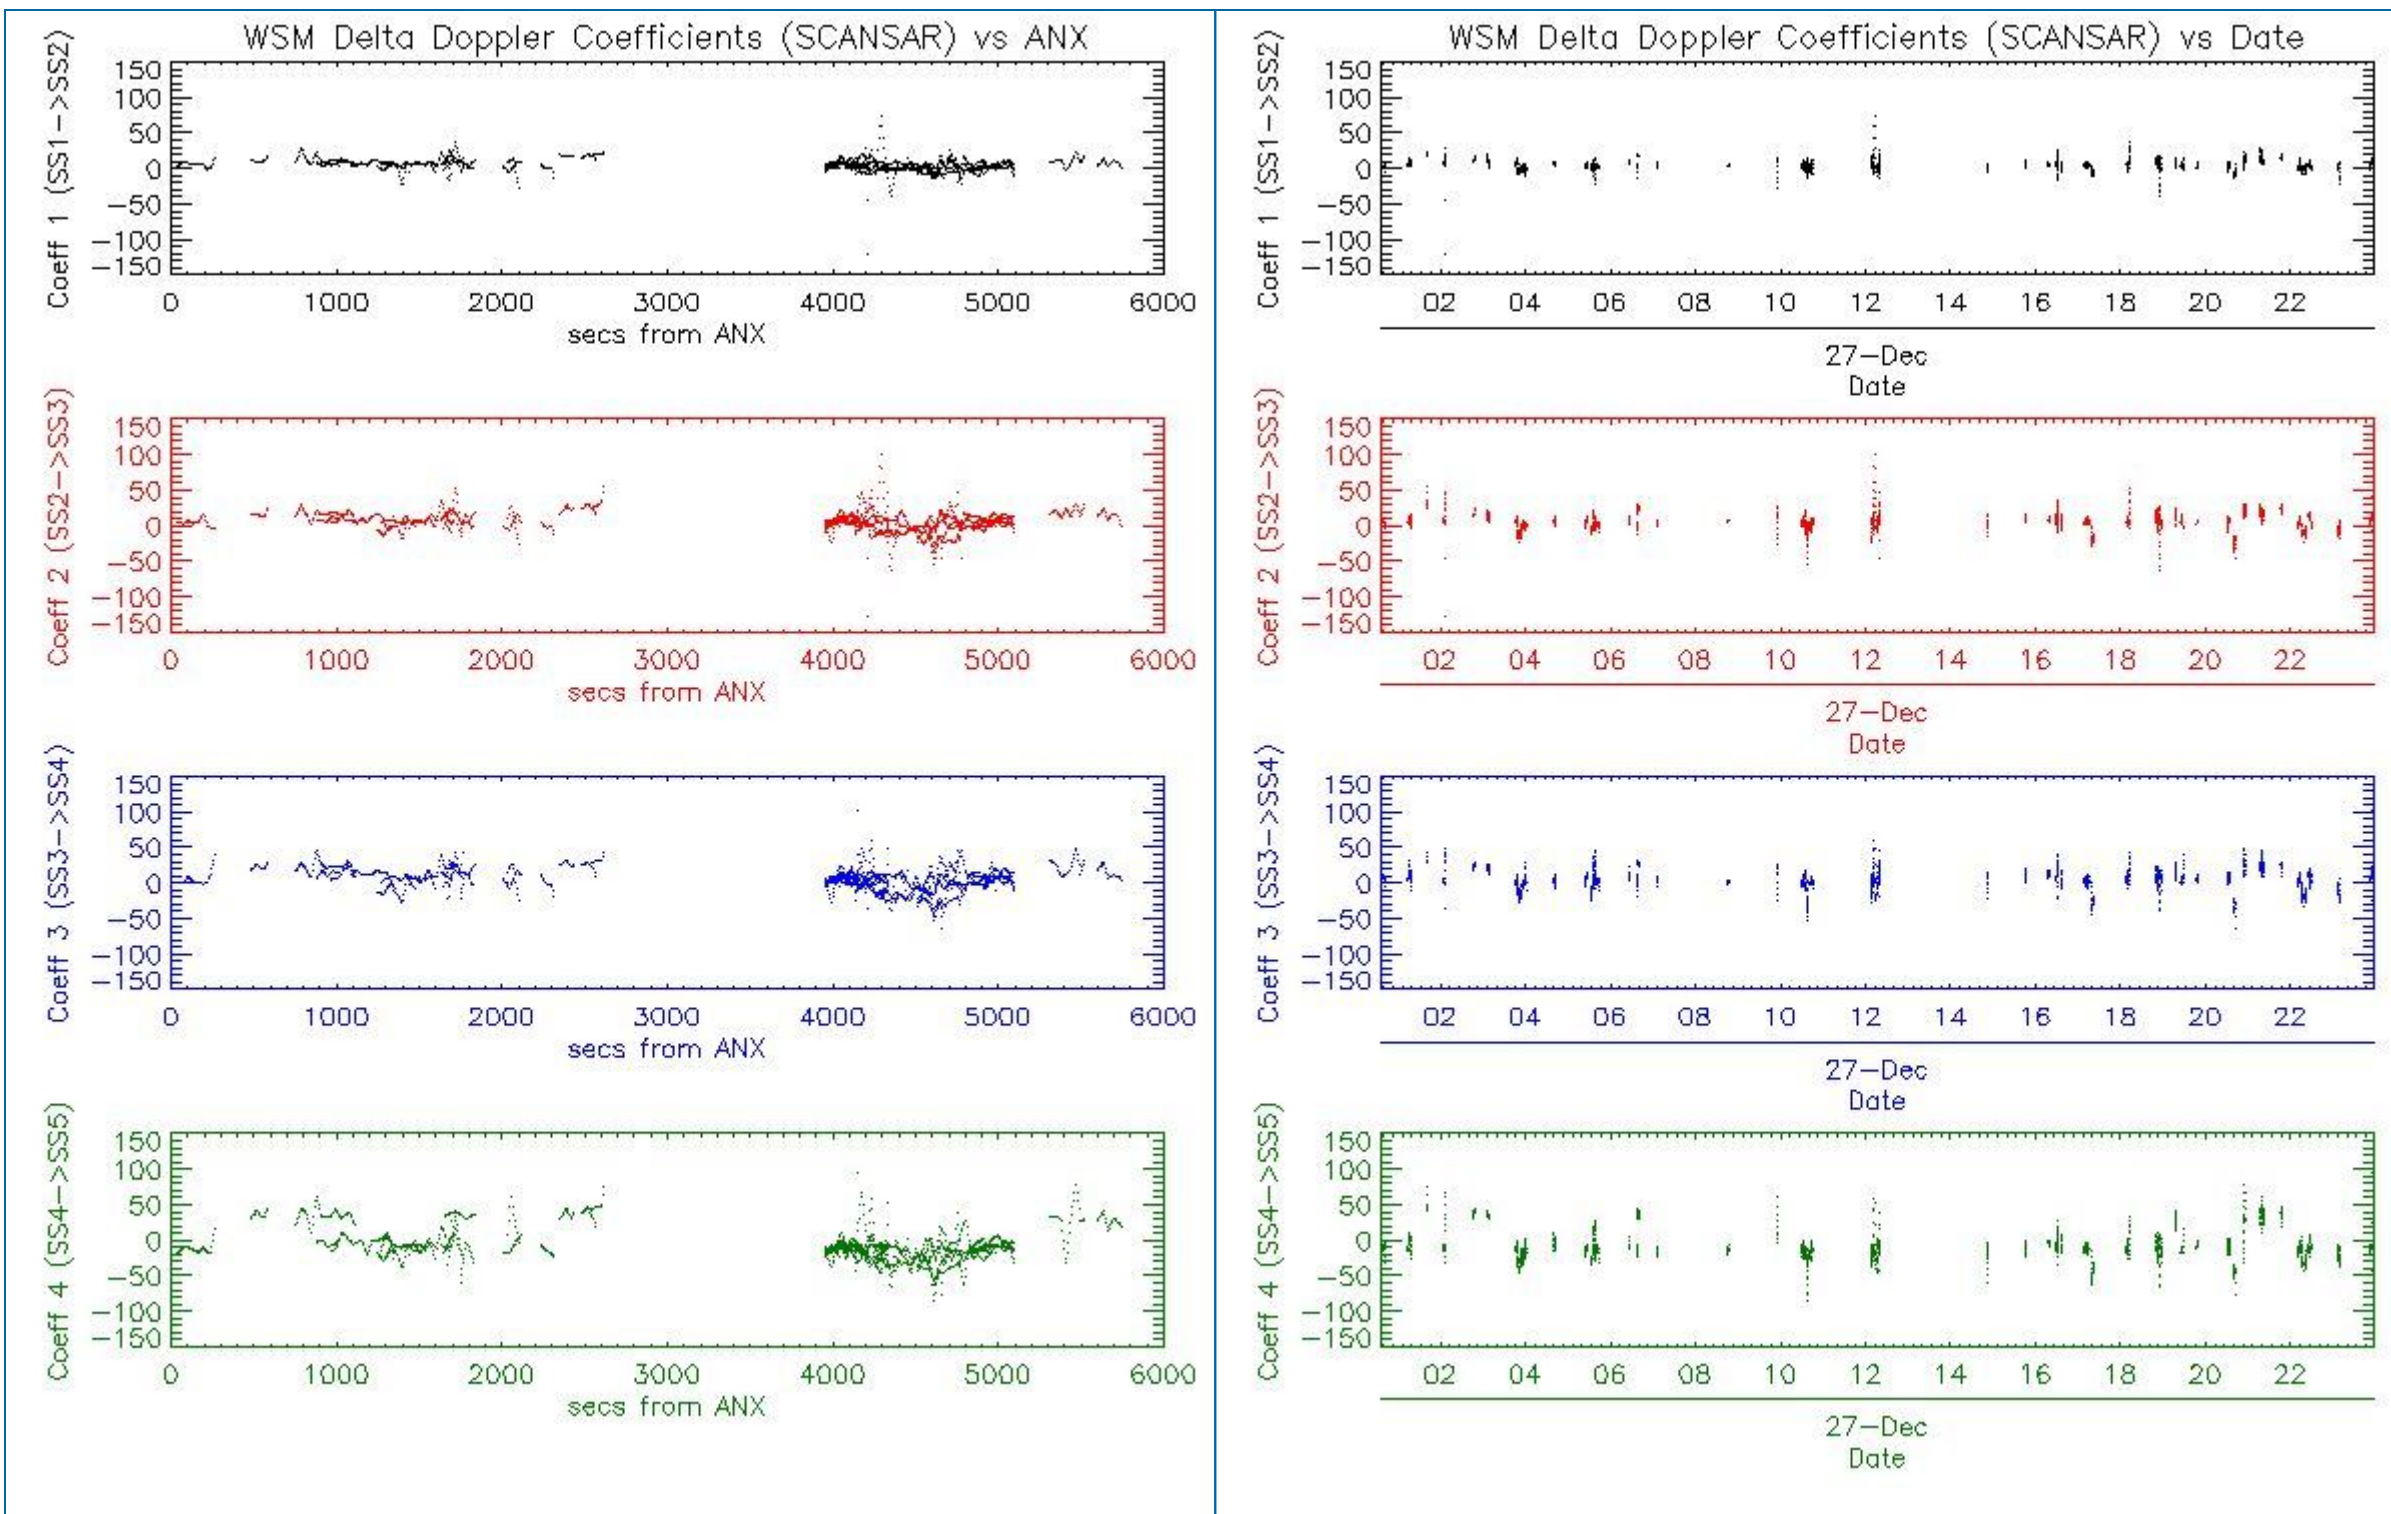 WSM Delta Doppler Coefficients (SCANSAR) vs ANX
Coeff 1 (SS1->SS2)
150
100
50
0
-50
-100
-150
0 1000 2000 3000 4000 5000 6000
secs from ANX
Coeff 2 (SS2->SS3)
150
100
50
0
-50
-100
-150
0 1000 2000 3000 4000 5000 6000
secs from ANX
Coeff 3 (SS3->SS4)
150
100
50
0
-50
-100
-150
0 1000 2000 3000 4000 5000 6000
secs from ANX
Coeff 4 (SS4->SS5)
150
100
50
0
-50
-100
-150
0 1000 2000 3000 4000 5000 6000
secs from ANX
WSM Delta Doppler Coefficients (SCANSAR) vs Date
Coeff 1 (SS1->SS2)
150
100
50
0
-50
-100
-150
02 04 06 08 10 12 14 16 18 20 22
27-Dec
Date
Coeff 2 (SS2->SS3)
150
100
50
0
-50
-100
-150
02 04 06 08 10 12 14 16 18 20 22
27-Dec
Date
Coeff 3 (SS3->SS4)
150
100
50
0
-50
-100
-150
02 04 06 08 10 12 14 16 18 20 22
27-Dec
Date
Coeff 4 (SS4->SS5)
150
100
50
0
-50
-100
-150
02 04 06 08 10 12 14 16 18 20 22
27-Dec
Date